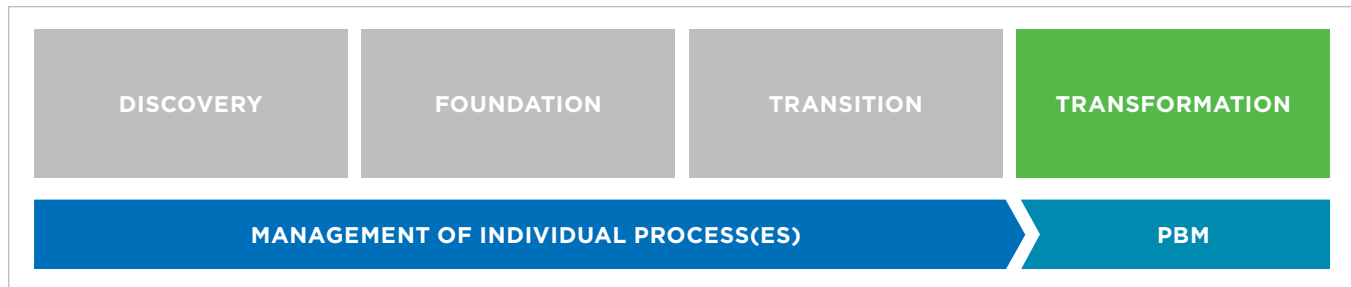 DISCOVERY
FOUNDATION
TRANSITION
TRANSFORMATION
MANAGEMENT OF INDIVIDUAL PROCESS(ES)
PBM